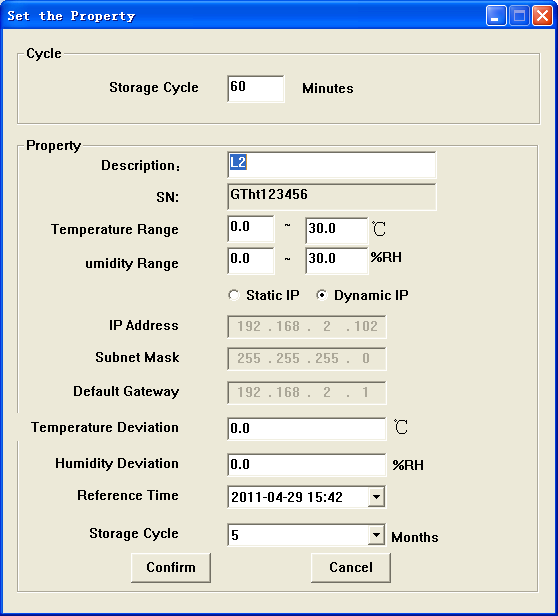 Set the Property
Cycle
Storage Cycle 60 Minutes
Property
Description: L2
SN: GTht123456
Temperature Range 0.0 ~ 30.0 ℃
umidity Range 0.0 ~ 30.0 %RH
Static IP Dynamic IP
IP Address 192 .168 . 2 .102
Subnet Mask 255 .255 .255 . 0
Default Gateway 192 .168 . 2 . 1
Temperature Deviation 0.0 ℃
Humidity Deviation 0.0 %RH
Reference Time 2011-04-29 15:42
Storage Cycle 5 Months
Confirm Cancel